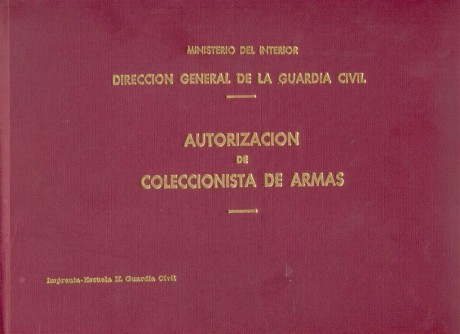 MINISTERIO DEL INTERIOR
DIRECCION GENERAL DE LA GUARDIA CIVIL
AUTORIZACION
DE
COLECCIONISTA DE ARMAS
Imprenta-Escuela H. Guardia Civil